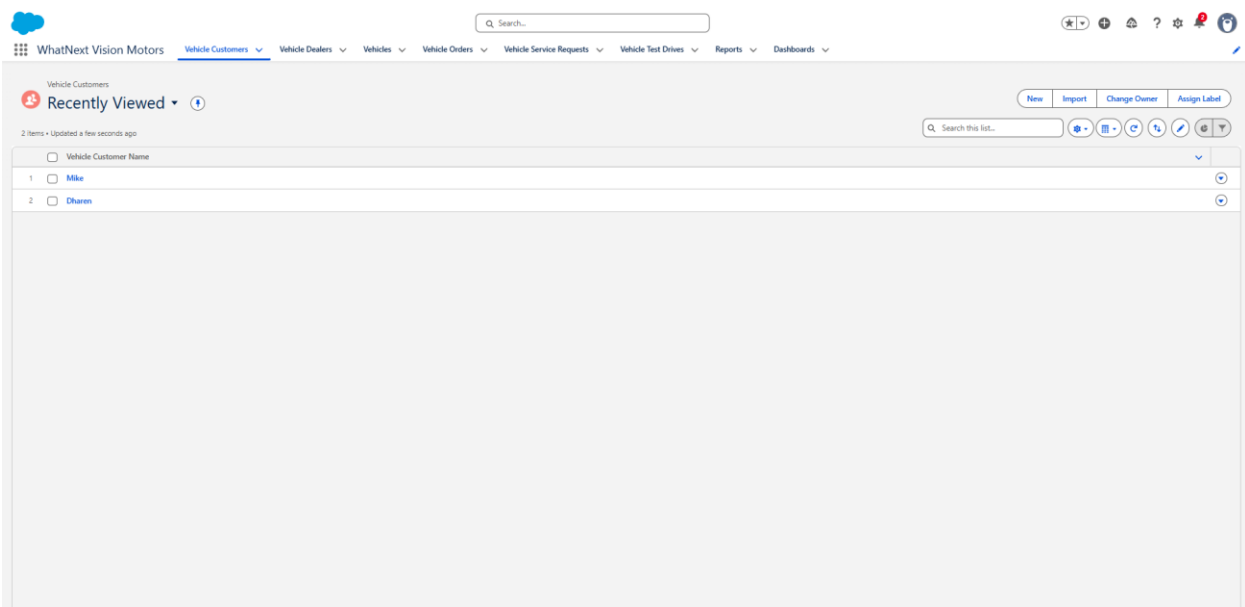 Search...
2
WhatNext Vision Motors Vehicle Customers Vehicle Dealers Vehicles Vehicle Orders Vehicle Service Requests Vehicle Test Drives Reports Dashboards
Vehicle Customers
Recently Viewed
New Import Change Owner Assign Label
2 items • Updated a few seconds ago
Search this list...
Vehicle Customer Name
1 Mike
2 Dharen